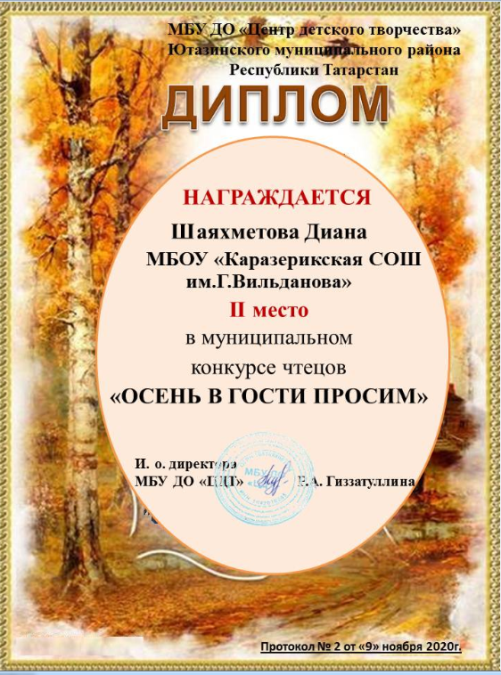 МБУ ДО «Центр детского творчества»
Ютазинского муниципального района
Республики Татарстан
ДИПЛОМ
НАГРАЖДАЕТСЯ
Шаяхметова Диана
МБОУ «Каразерикская СОШ
им.Г.Вильданова»
II место
в муниципальном
конкурсе чтецов
«ОСЕНЬ В ГОСТИ ПРОСИМ»
И. о. директора
МБУ ДО «ЦДТ» А. Гиззатуллина
МБУ ДО
Протокол № 2 от «9» ноября 2020г.